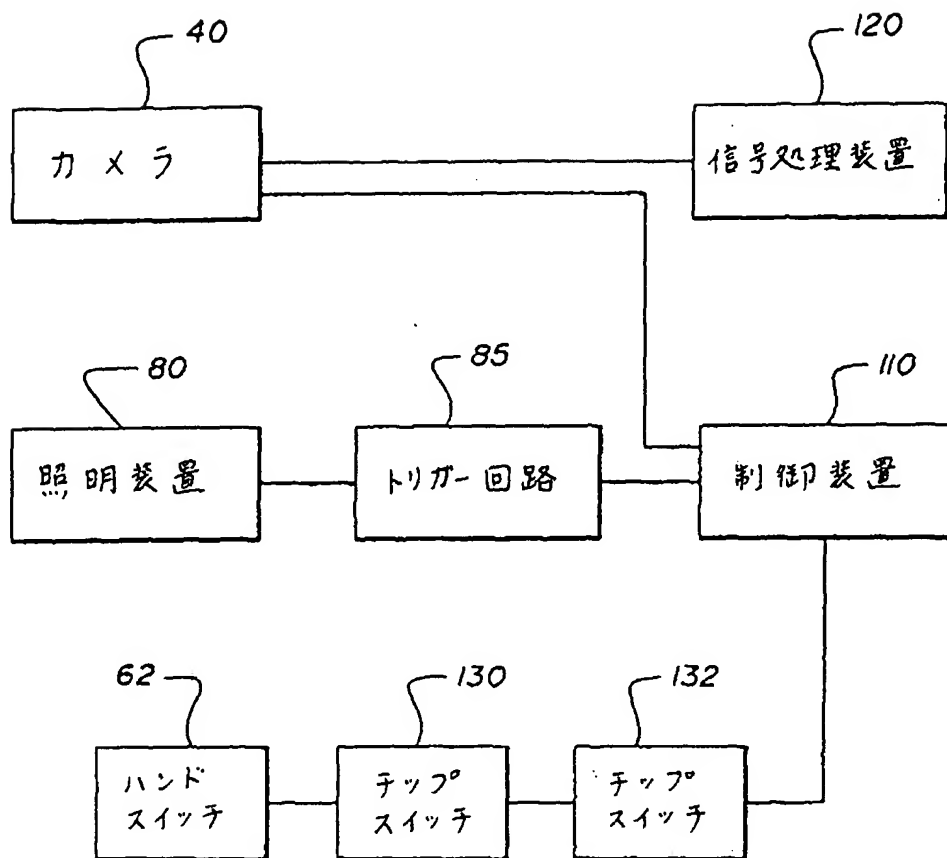 40
120
カメラ
信号処理装置
80
85
110
照明装置
トリガー回路
制御装置
62
130
132
ハンド
スイッチ
チップ
スイッチ
チップ
スイッチ